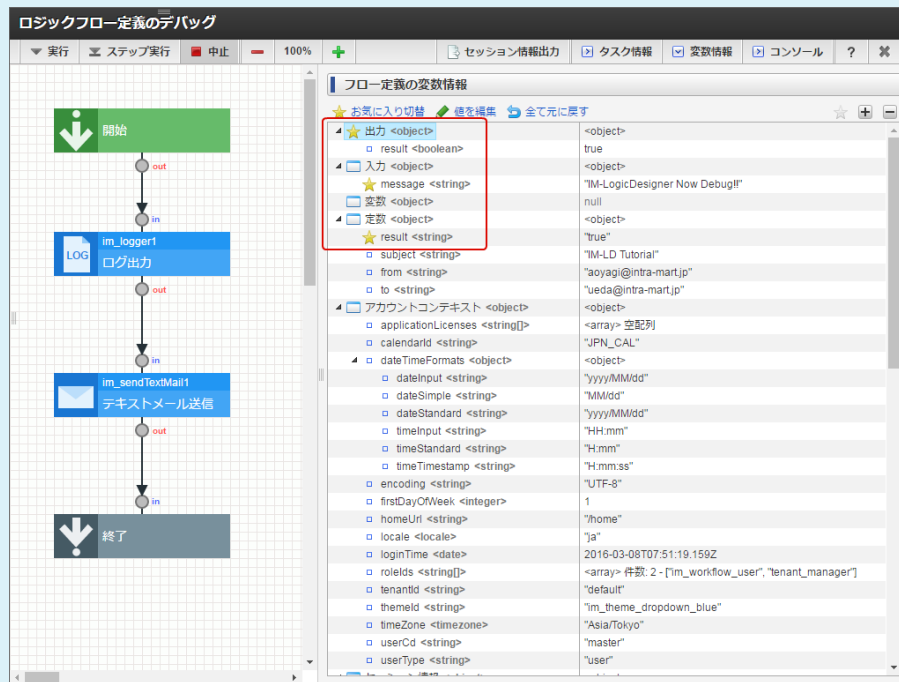 ロジックフロー定義のデバッグ
実行 ステップ実行 中止 100% セッション情報出力 タスク情報 変数情報 コンソール ?
開始
out
in
im_logger1
LOG
ログ出力
out
in
im_sendTextMail1
テキストメール送信
out
in
終了
フロー定義の変数情報
お気に入り切替 値を編集 全て元に戻す
出力 <object> <object>
result <boolean> true
入力 <object> <object>
message <string> "IM-LogicDesigner Now Debug!!"
変数 <object> null
定数 <object> <object>
result <string> "true"
subject <string> "IM-LD Tutorial"
from <string> "aoyagi@intra-mart.jp"
to <string> "ueda@intra-mart.jp"
アカウントコンテキスト <object> <object>
applicationLicenses <string[]> <array> 空配列
calendarId <string> "JPN_CAL"
dateTimeFormats <object> <object>
dateInput <string> "yyyy/MM/dd"
dateSimple <string> "MM/dd"
dateStandard <string> "yyyy/MM/dd"
timeInput <string> "HH:mm"
timeStandard <string> "H:mm"
timeTimestamp <string> "H:mm:ss"
encoding <string> "UTF-8"
firstDayOfWeek <integer> 1
homeUrl <string> "/home"
locale <locale> "ja"
loginTime <date> 2016-03-08T07:51:19.159Z
roleIds <string[]> <array> 件数: 2 - ["im_workflow_user", "tenant_manager"]
tenantId <string> "default"
themeId <string> "im_theme_dropdown_blue"
timeZone <timezone> "Asia/Tokyo"
userCd <string> "master"
userType <string> "user"